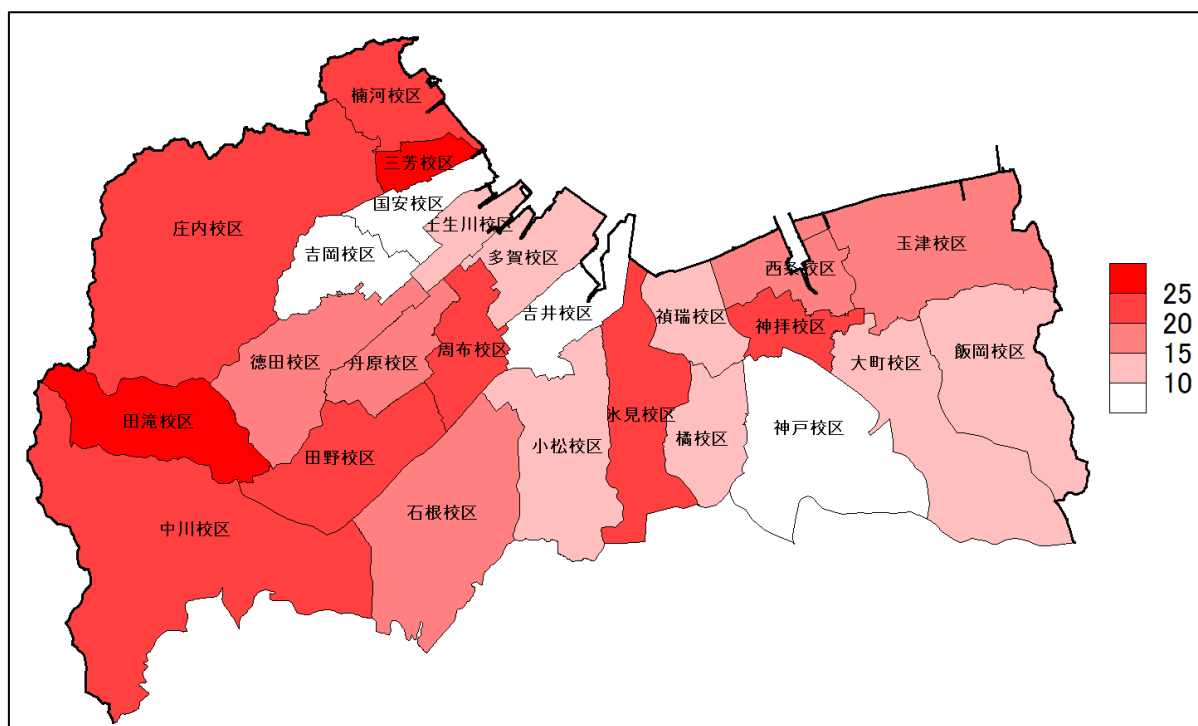 楠河校区
三芳校区
国安校区
庄内校区
壬生川校区
吉岡校区
多賀校区
玉津校区
西条校区
吉井校区
禎瑞校区
神拝校区
周布校区
飯岡校区
徳田校区
丹原校区
大町校区
氷見校区
田滝校区
神戸校区
橘校区
小松校区
田野校区
石根校区
中川校区
25
20
15
10